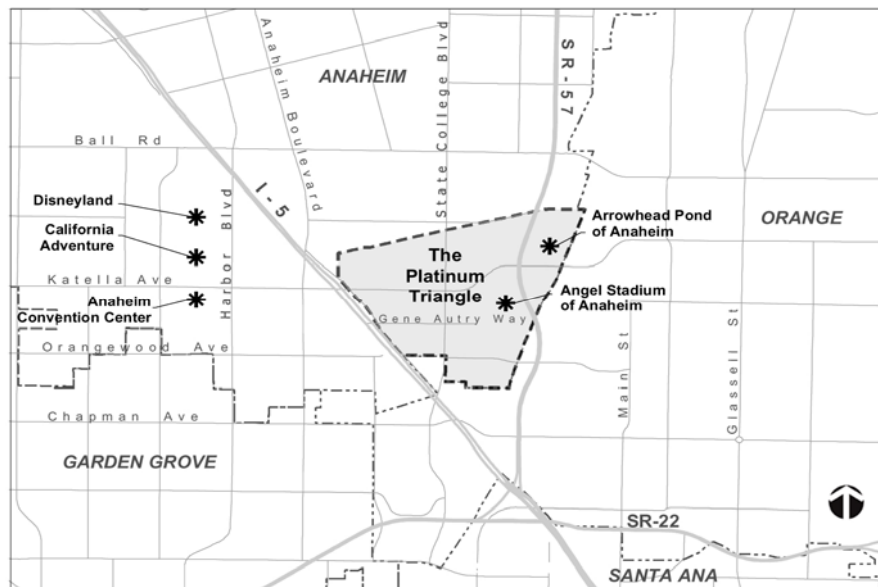 ANAHEIM
Anaheim Boulevard
State College Blvd
SR-57
Ball Rd
I-5
Harbor Blvd
Disneyland
California
Adventure
Katella Ave
Anaheim
Convention Center
Orangewood Ave
Chapman Ave
GARDEN GROVE
The
Platinum
Triangle
Gene Autry Way
Arrowhead Pond
of Anaheim
Angel Stadium
of Anaheim
ORANGE
Main St
Glassell St
SR-22
SANTA ANA